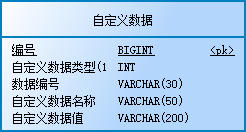 自定义数据
编号 BIGINT <pk>
自定义数据类型(1 INT
数据编号 VARCHAR(30)
自定义数据名称 VARCHAR(50)
自定义数据值 VARCHAR(200)